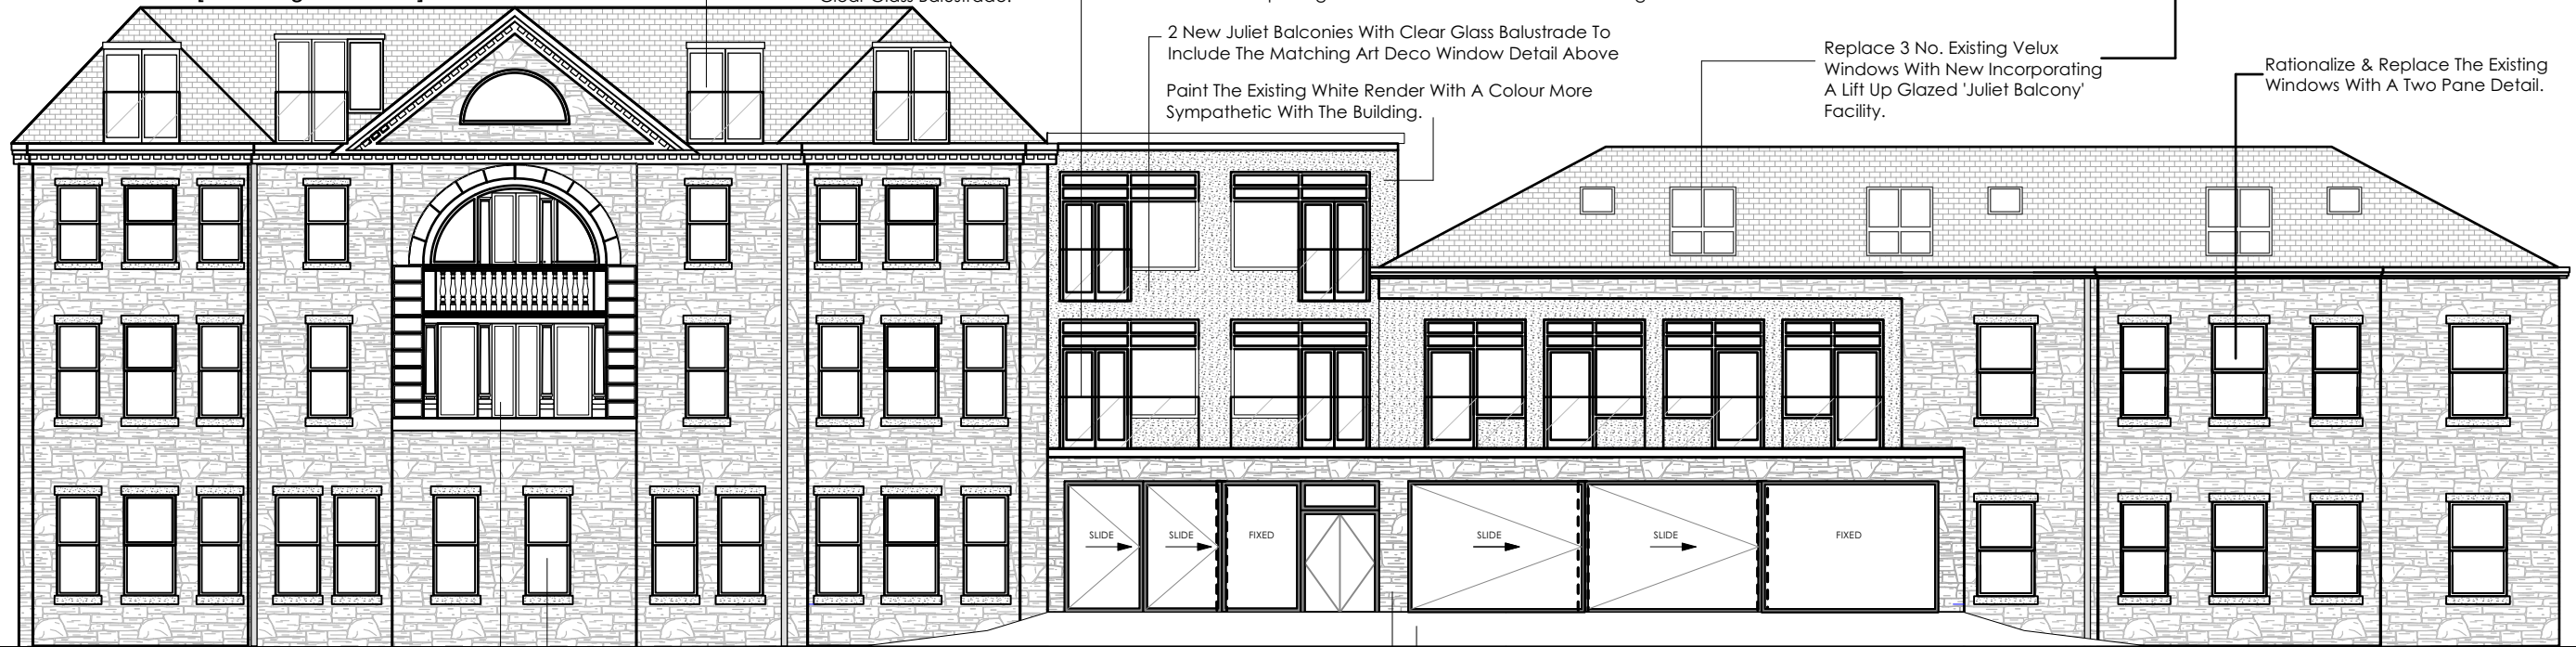 Clear Glass Balustrade.
2 New Juliet Balconies With Clear Glass Balustrade To
Include The Matching Art Deco Window Detail Above
Paint The Existing White Render With A Colour More
Sympathetic With The Building.
Replace 3 No. Existing Velux
Windows With New Incorporating
A Lift Up Glazed 'Juliet Balcony'
Facility.
Rationalize & Replace The Existing
Windows With A Two Pane Detail.
SLIDE
SLIDE
FIXED
SLIDE
SLIDE
FIXED